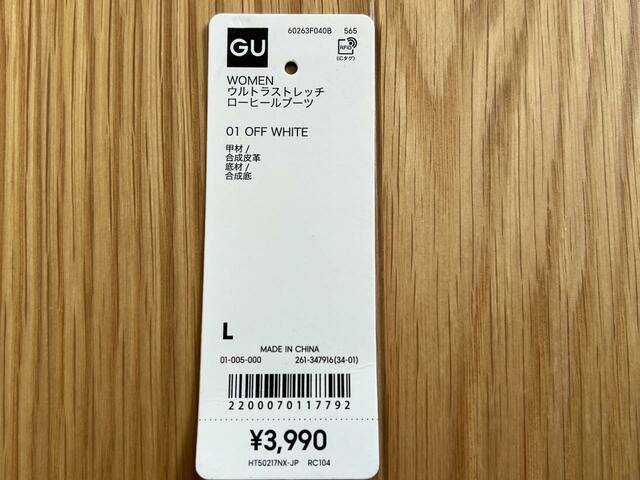 GU
60263F040B 565
RFID
(ICタグ)
WOMEN
ウルトラストレッチ
ローヒールブーツ
01 OFF WHITE
甲材 /
合成皮革
底材 /
合成底
L
MADE IN CHINA
01-005-000 261-347916(34-01)
2200070117792
¥3,990
HT50217NX-JP RC104